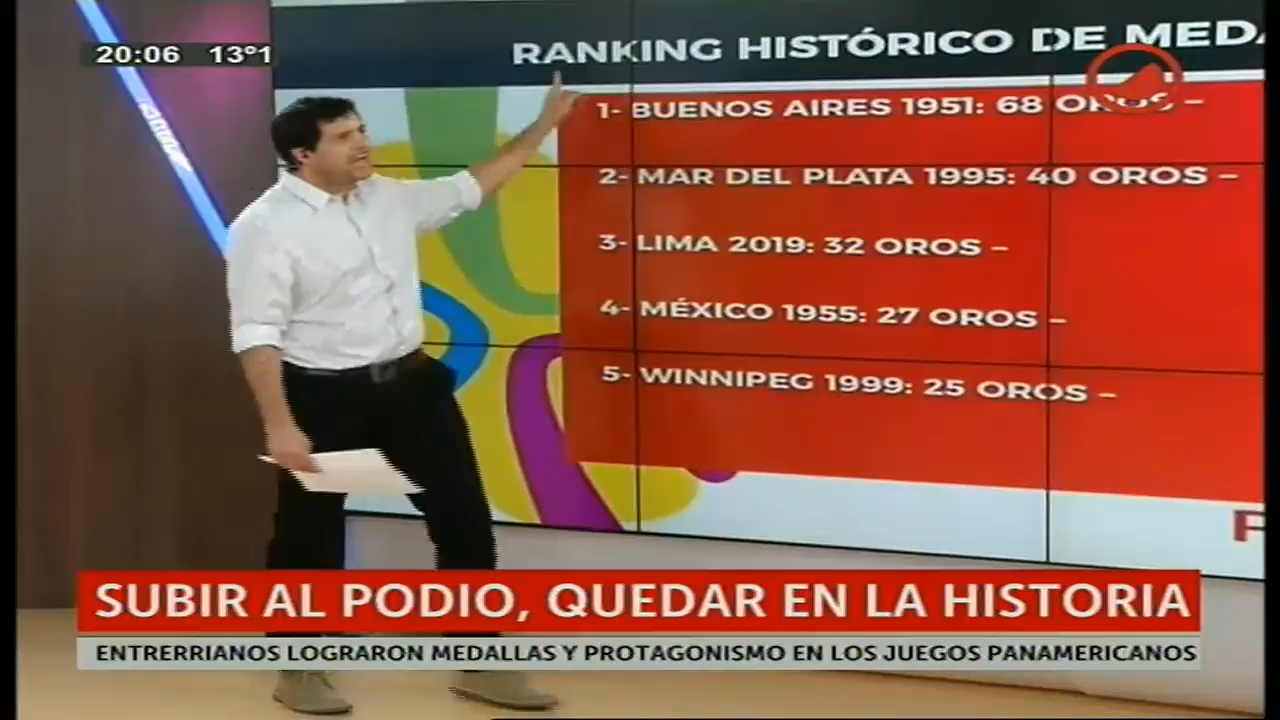 20:06 13°1
RANKING HISTÓRICO DE MEDA
1- BUENOS AIRES 1951: 68 OROS –
2- MAR DEL PLATA 1995: 40 OROS –
3- LIMA 2019: 32 OROS –
4- MÉXICO 1955: 27 OROS –
5- WINNIPEG 1999: 25 OROS –
SUBIR AL PODIO, QUEDAR EN LA HISTORIA
ENTRERRIANOS LOGRARON MEDALLAS Y PROTAGONISMO EN LOS JUEGOS PANAMERICANOS